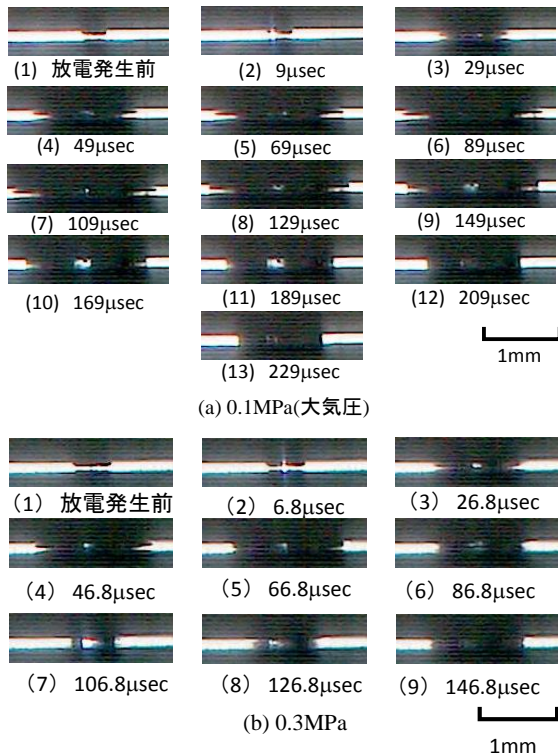 (1) 放電発生前
(2) 9μsec
(3) 29μsec
(4) 49μsec
(5) 69μsec
(6) 89μsec
(7) 109μsec
(8) 129μsec
(9) 149μsec
(10) 169μsec
(11) 189μsec
(12) 209μsec
(13) 229μsec
1mm
(a) 0.1MPa(大気圧)
（1） 放電発生前
（2） 6.8μsec
（3） 26.8μsec
（4） 46.8μsec
（5） 66.8μsec
（6） 86.8μsec
（7） 106.8μsec
（8） 126.8μsec
（9） 146.8μsec
(b) 0.3MPa
1mm